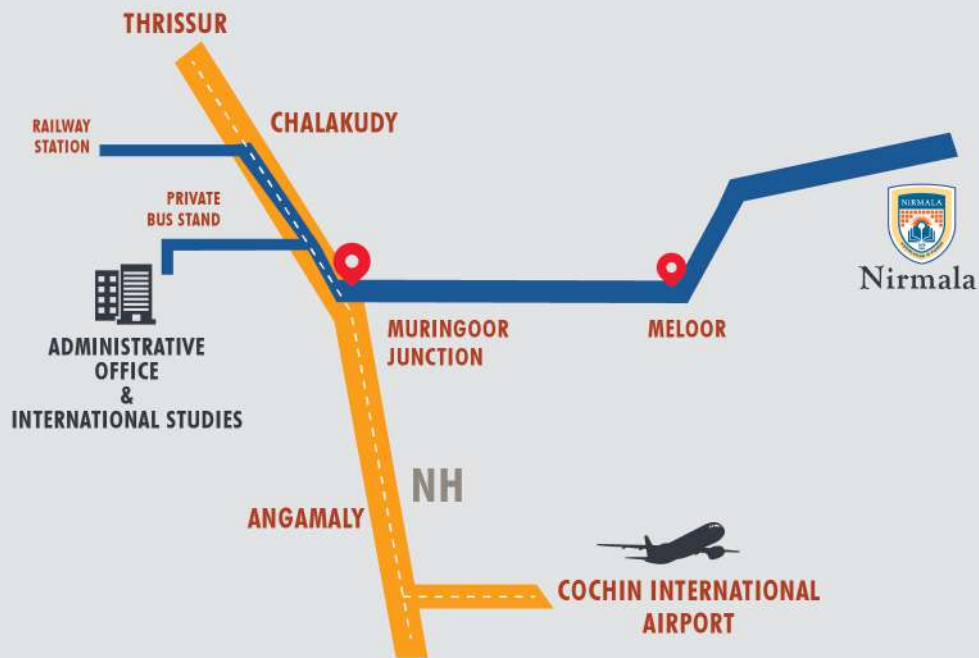 THRISSUR
CHALAKUDY
RAILWAY
STATION
PRIVATE
BUS STAND
NIRMALA
Nirmala
MURINGOOR
JUNCTION
MELOOR
ADMINISTRATIVE
OFFICE
&
INTERNATIONAL STUDIES
NH
ANGAMALY
COCHIN INTERNATIONAL
AIRPORT